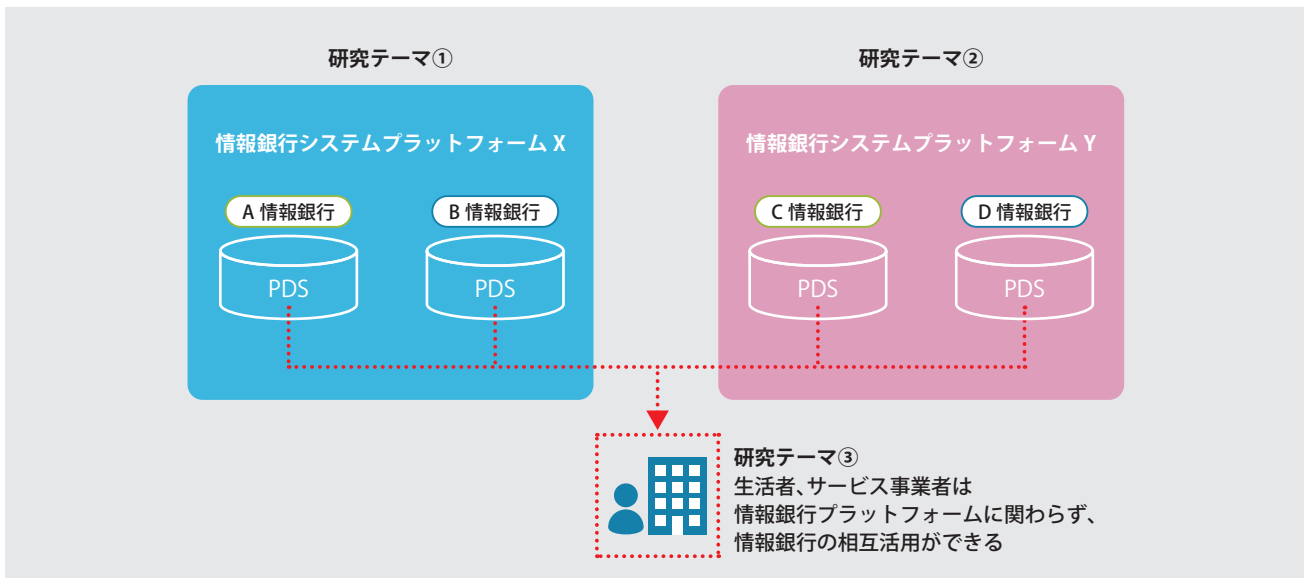 研究テーマ①
研究テーマ②
情報銀行システムプラットフォーム X
情報銀行システムプラットフォーム Y
A 情報銀行
B 情報銀行
C 情報銀行
D 情報銀行
PDS
PDS
PDS
PDS
研究テーマ③
生活者、サービス事業者は
情報銀行プラットフォームに関わらず、
情報銀行の相互活用ができる